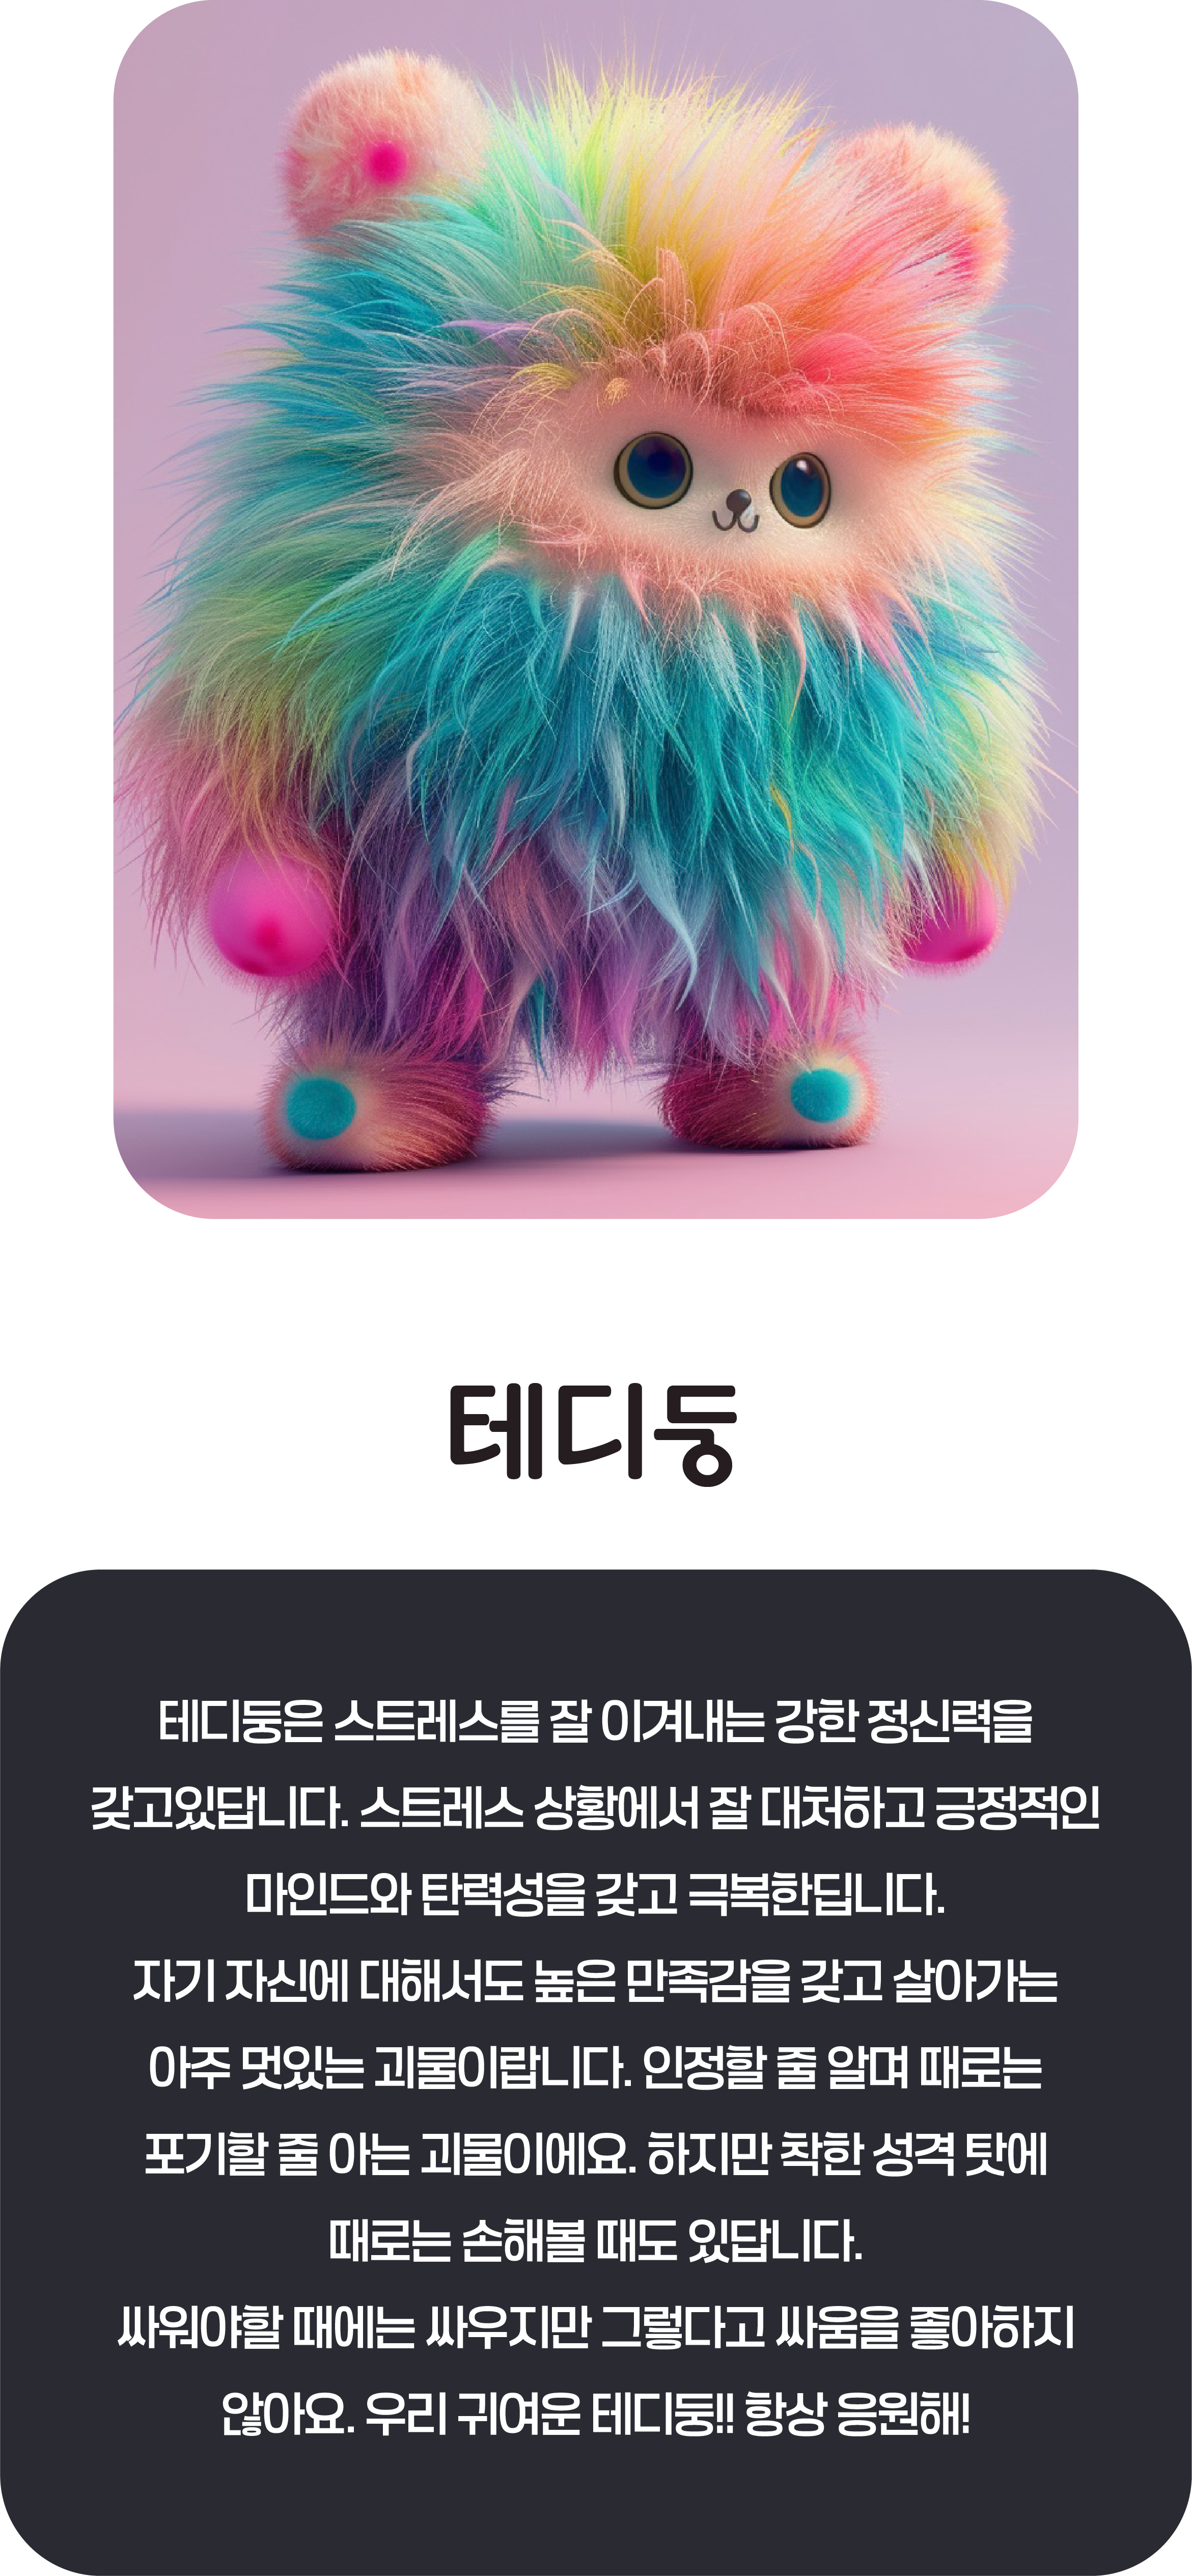 테디둥
테디둥은 스트레스를 잘 이겨내는 강한 정신력을
갖고있답니다. 스트레스 상황에서 잘 대처하고 긍정적인
마인드와 탄력성을 갖고 극복한딥니다.
자기 자신에 대해서도 높은 만족감을 갖고 살아가는
아주 멋있는 괴물이랍니다. 인정할 줄 알며 때로는
포기할 줄 아는 괴물이에요. 하지만 착한 성격 탓에
때로는 손해볼 때도 있답니다.
싸워야할 때에는 싸우지만 그렇다고 싸움을 좋아하지
않아요. 우리 귀여운 테디둥!! 항상 응원해!